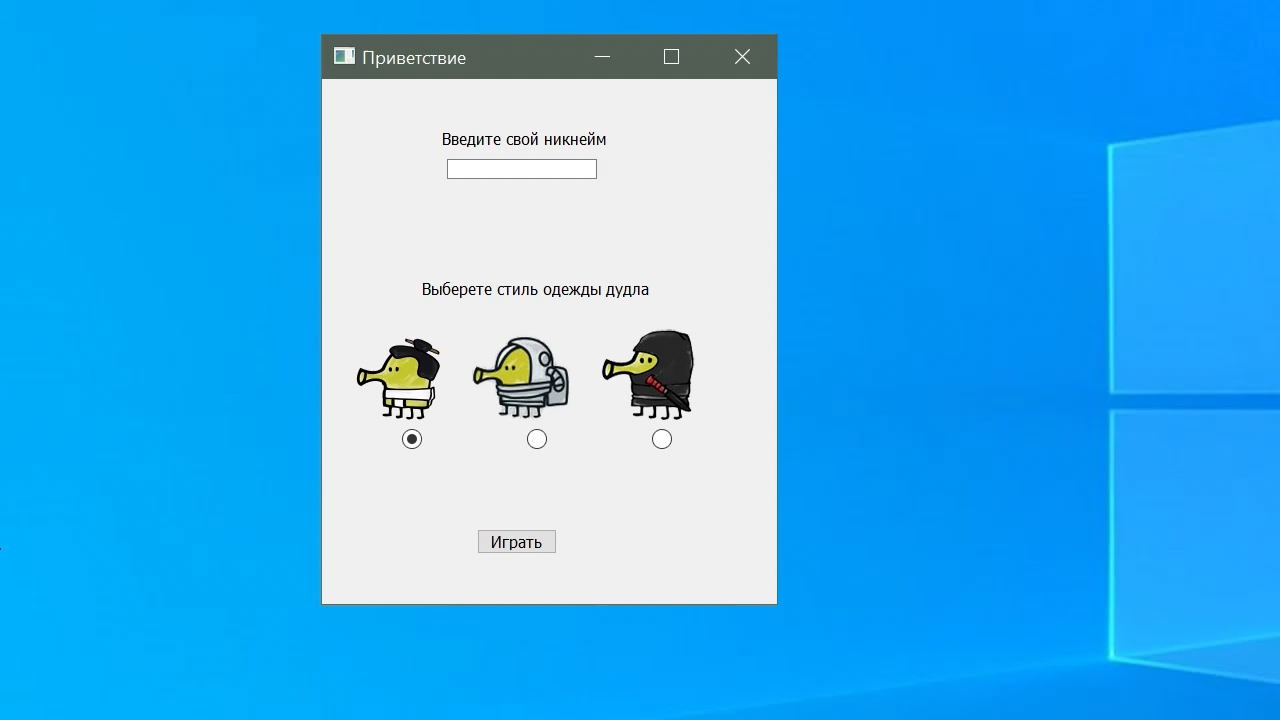 Приветствие
Введите свой никнейм
Выберете стиль одежды дудла
Играть